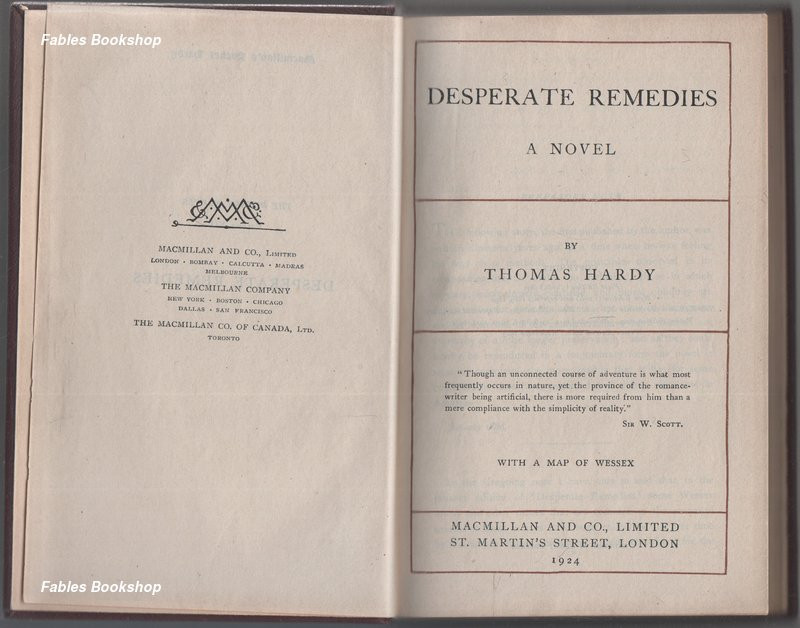 Fables Bookshop
MACMILLAN AND CO., LIMITED
LONDON · BOMBAY · CALCUTTA · MADRAS
MELBOURNE
THE MACMILLAN COMPANY
NEW YORK · BOSTON · CHICAGO
DALLAS · SAN FRANCISCO
THE MACMILLAN CO. OF CANADA, LTD.
TORONTO
Fables Bookshop
DESPERATE REMEDIES
A NOVEL
BY
THOMAS HARDY
"Though an unconnected course of adventure is what most
frequently occurs in nature, yet the province of the romance-
writer being artificial, there is more required from him than a
mere compliance with the simplicity of reality."
SIR W. SCOTT.
WITH A MAP OF WESSEX
MACMILLAN AND CO., LIMITED
ST. MARTIN'S STREET, LONDON
1924